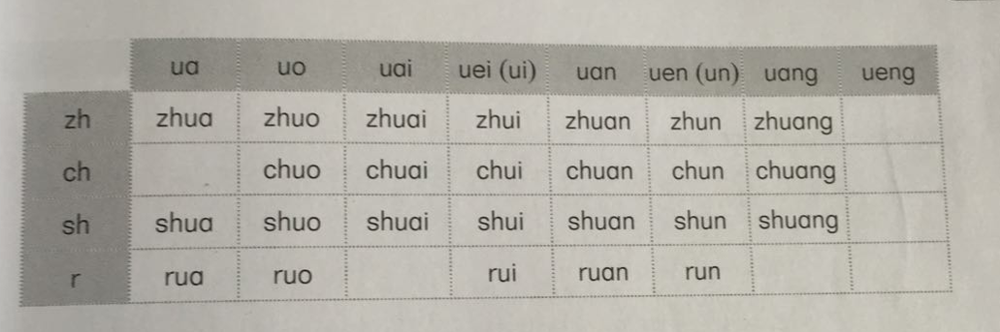 ua uo uai uei (ui) uan uen (un) uang ueng
zh zhua zhuo zhuai zhui zhuan zhun zhuang
ch chuo chuai chui chuan chun chuang
sh shua shuo shuai shui shuan shun shuang
r rua ruo rui ruan run